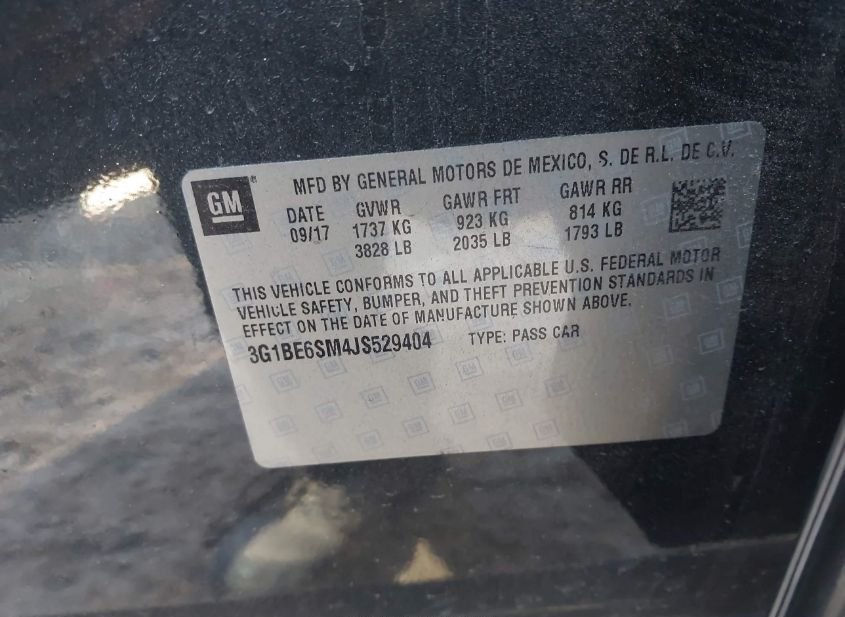 GM®
MFD BY GENERAL MOTORS DE MEXICO, S. DE R.L. DE C.V.
DATE GVWR GAWR FRT GAWR RR
09/17 1737 KG 923 KG 814 KG
3828 LB 2035 LB 1793 LB
THIS VEHICLE CONFORMS TO ALL APPLICABLE U.S. FEDERAL MOTOR
VEHICLE SAFETY, BUMPER, AND THEFT PREVENTION STANDARDS IN
EFFECT ON THE DATE OF MANUFACTURE SHOWN ABOVE.
3G1BE6SM4JS529404 TYPE: PASS CAR